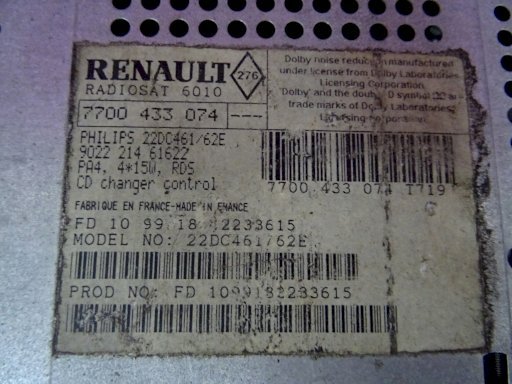 RENAULT 276
RADIOSAT 6010
7700 433 074 ---
Dolby noise reduction manufactured
under license from Dolby Laboratories
Licensing Corporation.
'Dolby' and the double D symbol are
trade marks of Dolby Laboratories
Licensing Corporation.
PHILIPS 22DC461/62E
9022 214 61622
PA4, 4*15W, RDS
CD changer control
7700 433 074 T719
FABRIQUE EN FRANCE-MADE IN FRANCE
FD 10 99 18 12233615
MODEL NO: 22DC461/62E
PROD NO: FD